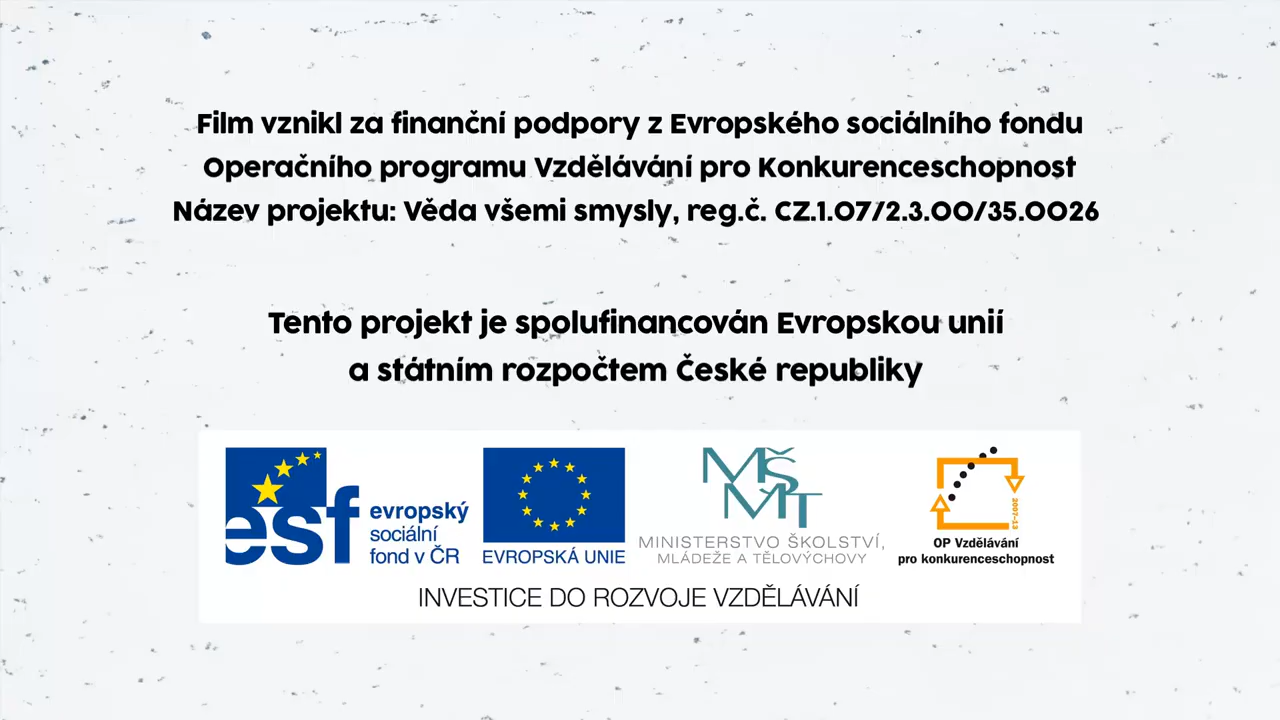 Film vznikl za finanční podpory z Evropského sociálního fondu
Operačního programu Vzdělávání pro Konkurenceschopnost
Název projektu: Věda všemi smysly, reg.č. CZ.1.07/2.3.00/35.0026
Tento projekt je spolufinancován Evropskou unií
a státním rozpočtem České republiky
esf
evropský
sociální
fond v ČR
EVROPSKÁ UNIE
MŠMT
MINISTERSTVO ŠKOLSTVÍ,
MLÁDEŽE A TĚLOVÝCHOVY
2007-13
OP Vzdělávání
pro konkurenceschopnost
INVESTICE DO ROZVOJE VZDĚLÁVÁNÍ